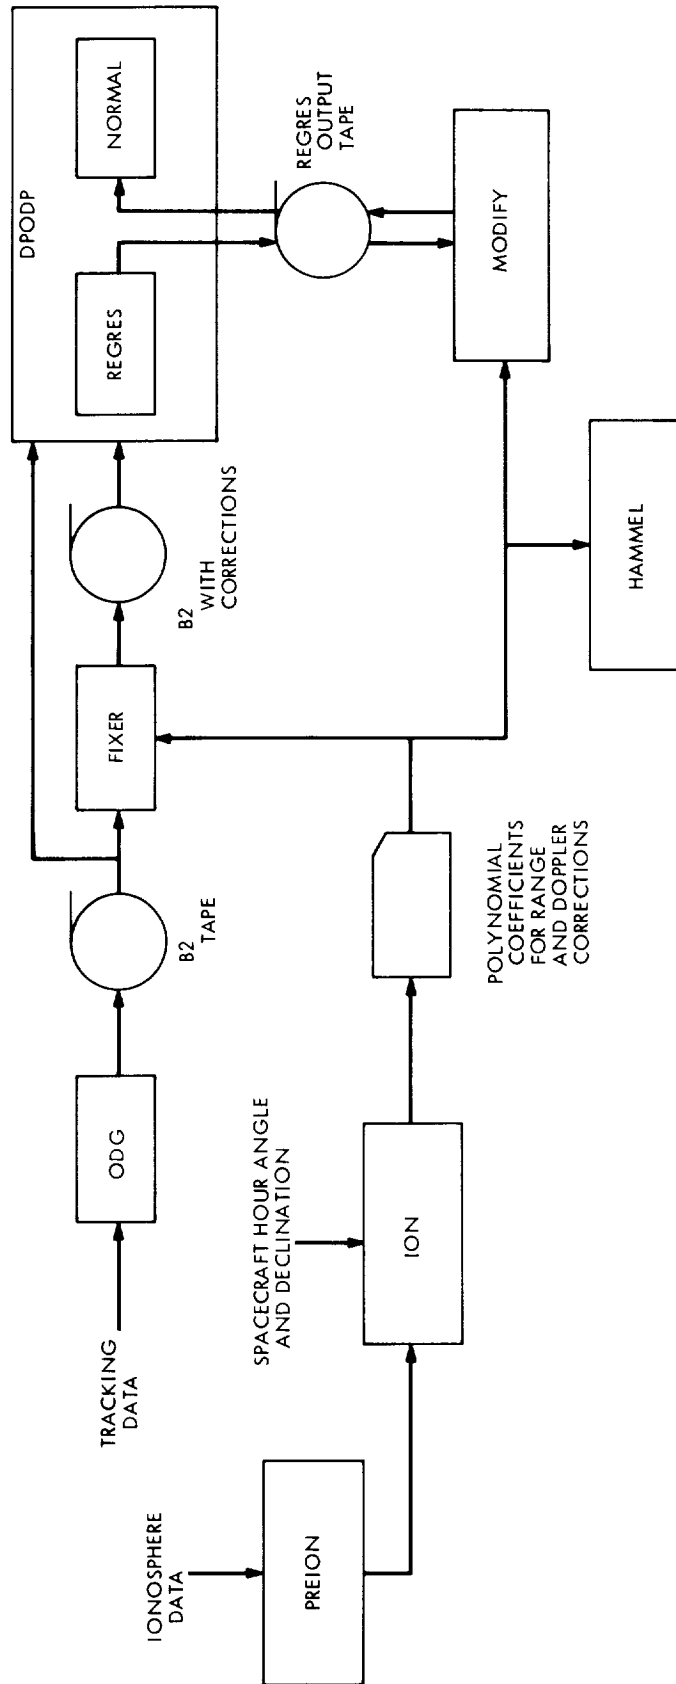 IONOSPHERE
DATA
PREION
TRACKING
DATA
ODG
B2
TAPE
FIXER
B2
WITH
CORRECTIONS
DPODP
REGRES
NORMAL
REGRES
OUTPUT
TAPE
MODIFY
HAMMEL
SPACECRAFT HOUR ANGLE
AND DECLINATION
ION
POLYNOMIAL
COEFFICIENTS
FOR RANGE
AND DOPPLER
CORRECTIONS